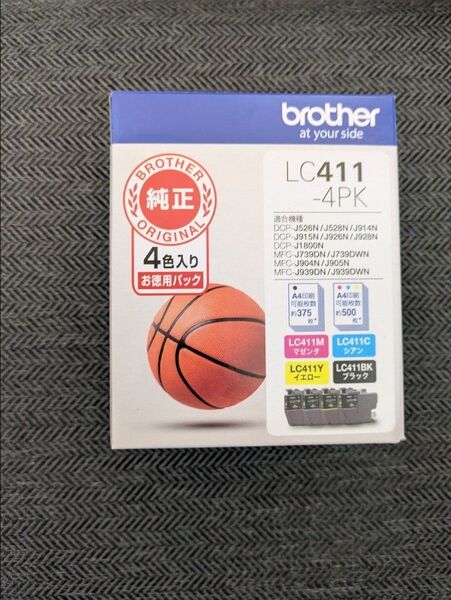 brother
at your side
BROTHER
純正
ORIGINAL
4色入り
お徳用パック
LC411
-4PK
適合機種
DCP-J526N/J528N/J914N
DCP-J915N/J926N/J928N
DCP-J1800N
MFC-J739DN/J739DWN
MFC-J904N/J905N
MFC-J939DN/J939DWN
A4印刷
可能枚数
約375
枚*
A4印刷
可能枚数
約500
枚*
LC411M
マゼンタ
LC411C
シアン
LC411Y
イエロー
LC411BK
ブラック